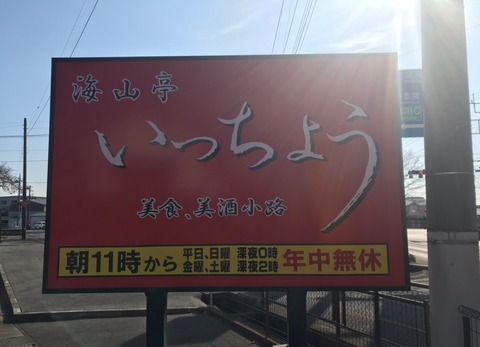 海山亭
いっちょう
美食、美酒小路
朝11時から 平日、日曜 深夜0時 年中無休
金曜、土曜 深夜2時